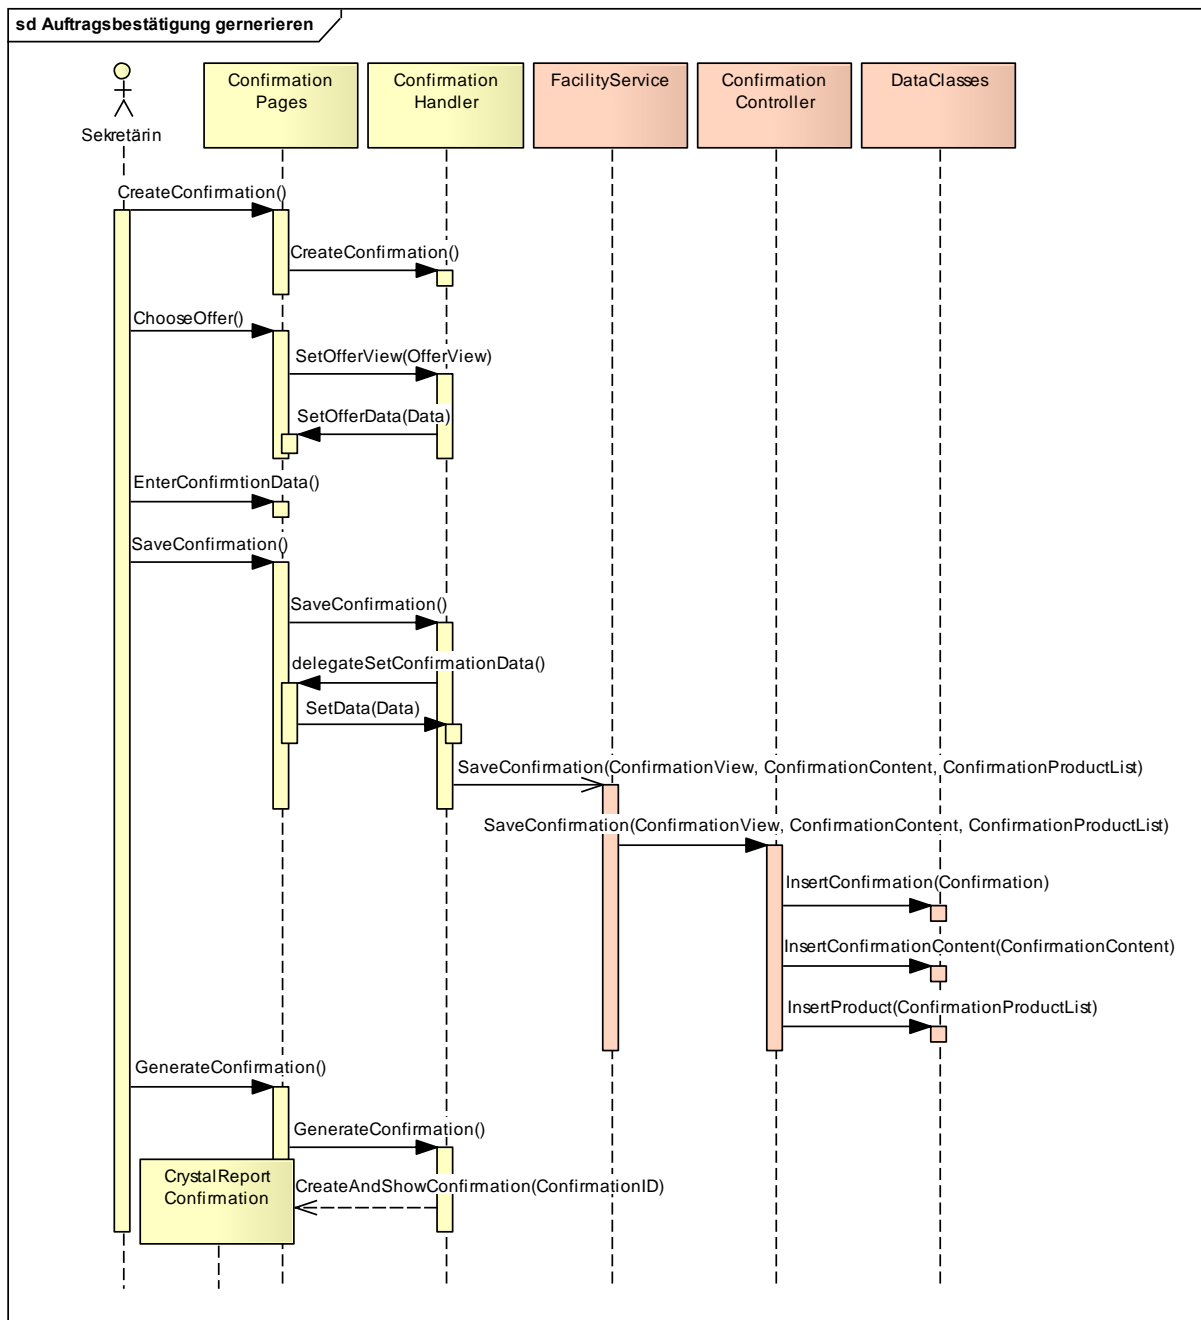 sd Auftragsbestätigung gernerieren
Sekretärin
Confirmation
Pages
Confirmation
Handler
FacilityService
Confirmation
Controller
DataClasses
CreateConfirmation()
CreateConfirmation()
ChooseOffer()
SetOfferView(OfferView)
SetOfferData(Data)
EnterConfirmtionData()
SaveConfirmation()
SaveConfirmation()
delegateSetConfirmationData()
SetData(Data)
SaveConfirmation(ConfirmationView, ConfirmationContent, ConfirmationProductList)
SaveConfirmation(ConfirmationView, ConfirmationContent, ConfirmationProductList)
InsertConfirmation(Confirmation)
InsertConfirmationContent(ConfirmationContent)
InsertProduct(ConfirmationProductList)
GenerateConfirmation()
GenerateConfirmation()
CrystalReport
Confirmation
CreateAndShowConfirmation(ConfirmationID)